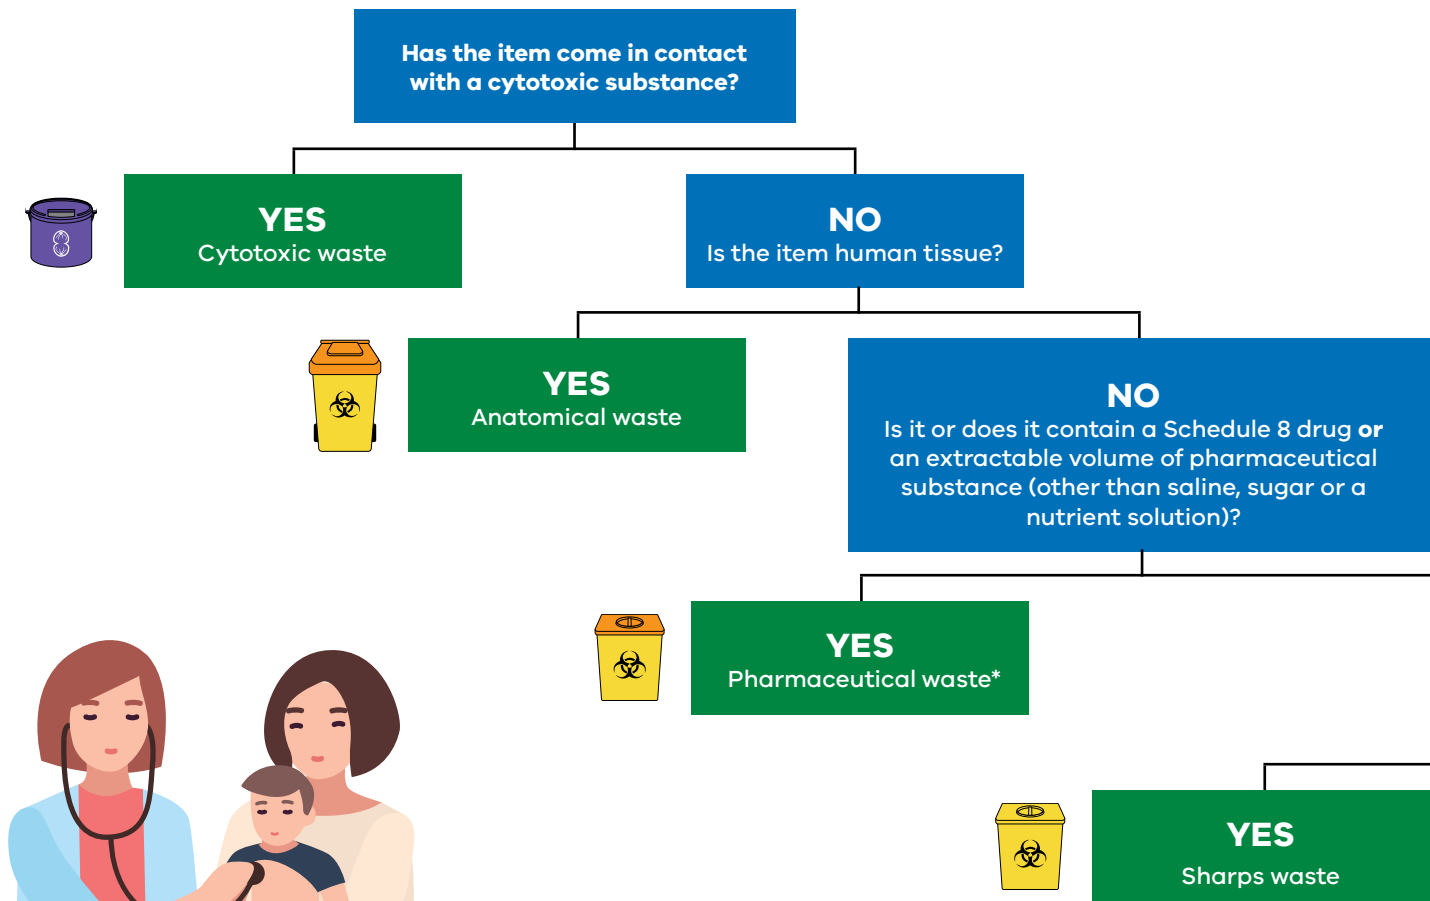 Has the item come in contact
with a cytotoxic substance?
YES
Cytotoxic waste
NO
Is the item human tissue?
YES
Anatomical waste
NO
Is it or does it contain a Schedule 8 drug or
an extractable volume of pharmaceutical
substance (other than saline, sugar or a
nutrient solution)?
YES
Pharmaceutical waste*
YES
Sharps waste